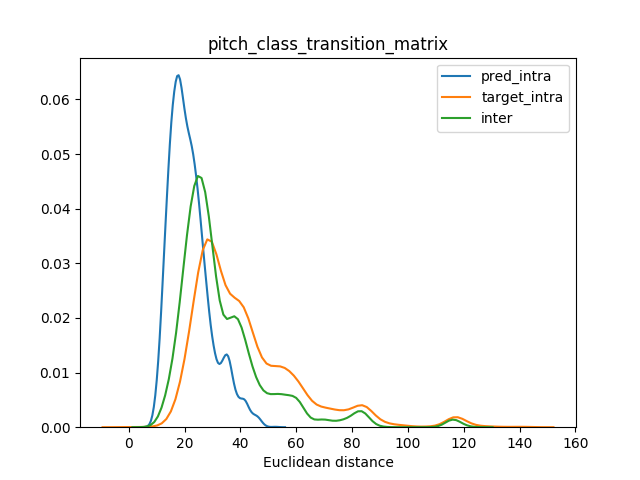 pitch_class_transition_matrix
pred_intra
target_intra
inter
0.06
0.05
0.04
0.03
0.02
0.01
0.00
0 20 40 60 80 100 120 140 160
Euclidean distance